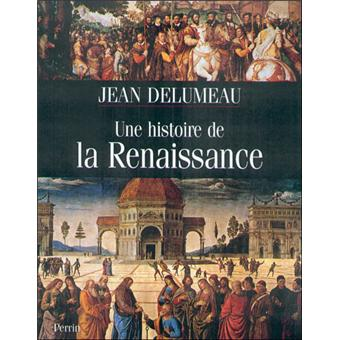 JEAN DELUMEAU
Une histoire de
la Renaissance
Perrin